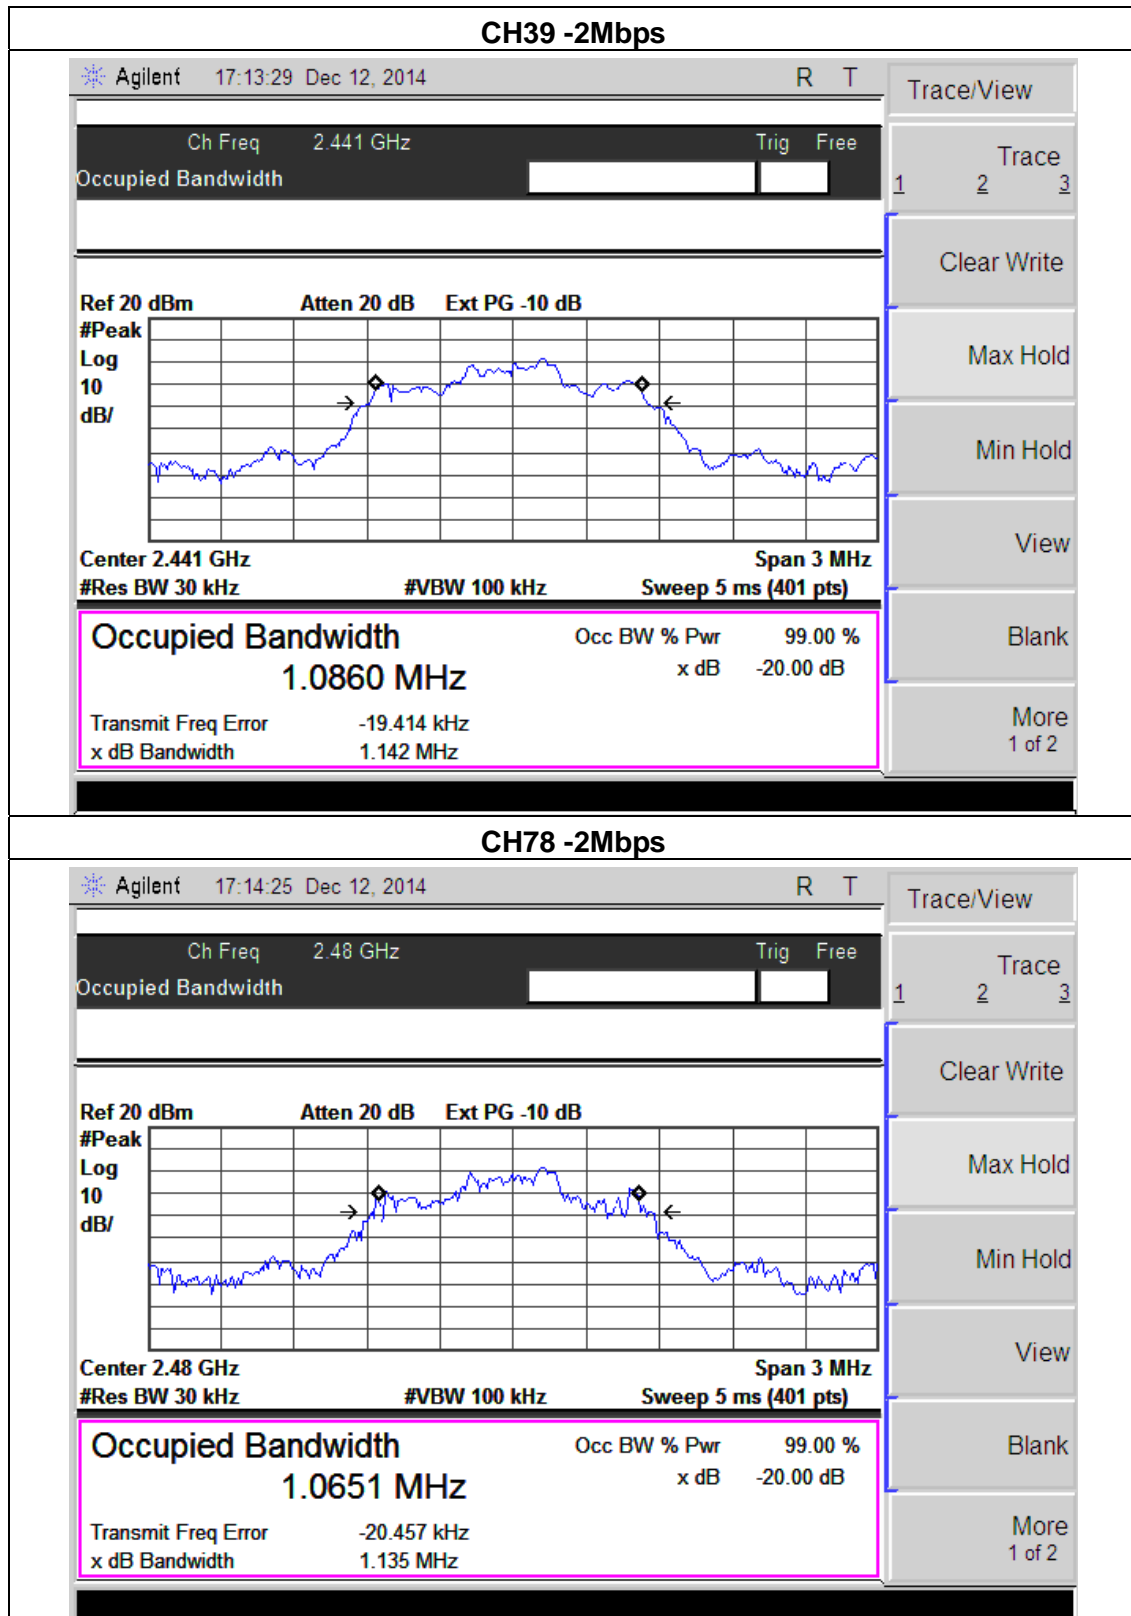 CH39 -2Mbps
Agilent 17:13:29 Dec 12, 2014 R T
Trace/View
Ch Freq 2.441 GHz Trig Free
Occupied Bandwidth
Trace
1 2 3
Clear Write
Max Hold
Min Hold
View
Blank
More
1 of 2
Ref 20 dBm Atten 20 dB Ext PG -10 dB
#Peak
Log
10
dB/
Center 2.441 GHz Span 3 MHz
#Res BW 30 kHz #VBW 100 kHz Sweep 5 ms (401 pts)
Occupied Bandwidth Occ BW % Pwr 99.00 %
1.0860 MHz x dB -20.00 dB
Transmit Freq Error -19.414 kHz
x dB Bandwidth 1.142 MHz
CH78 -2Mbps
Agilent 17:14:25 Dec 12, 2014 R T
Trace/View
Ch Freq 2.48 GHz Trig Free
Occupied Bandwidth
Trace
1 2 3
Clear Write
Max Hold
Min Hold
View
Blank
More
1 of 2
Ref 20 dBm Atten 20 dB Ext PG -10 dB
#Peak
Log
10
dB/
Center 2.48 GHz Span 3 MHz
#Res BW 30 kHz #VBW 100 kHz Sweep 5 ms (401 pts)
Occupied Bandwidth Occ BW % Pwr 99.00 %
1.0651 MHz x dB -20.00 dB
Transmit Freq Error -20.457 kHz
x dB Bandwidth 1.135 MHz